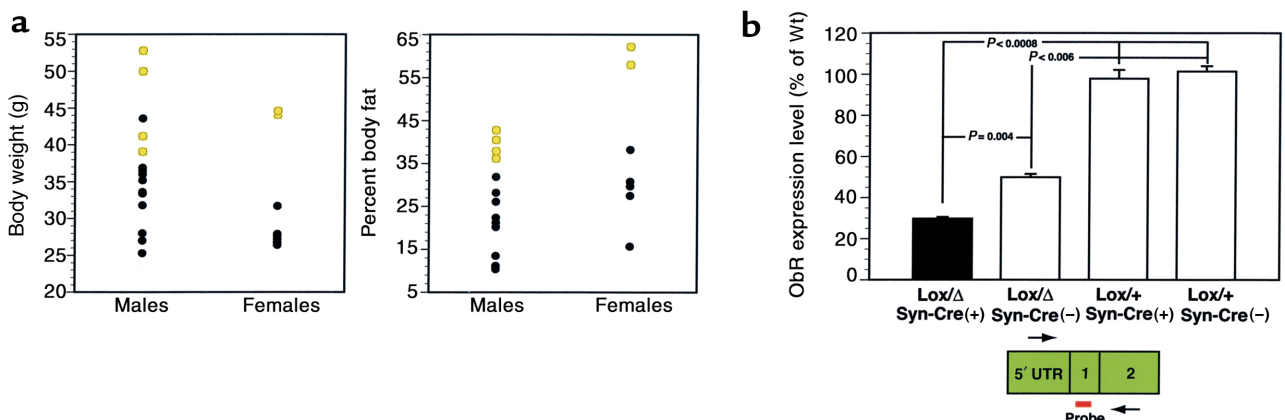 a
Body weight (g)
55
50
45
40
35
30
25
20
Males
Females
Percent body fat
65
55
45
35
25
15
5
Males
Females
b
ObR expression level (% of Wt)
120
100
80
60
40
20
0
P< 0.0008
P< 0.006
P= 0.004
Lox/Δ
Syn-Cre(+)
Lox/Δ
Syn-Cre(−)
Lox/+
Syn-Cre(+)
Lox/+
Syn-Cre(−)
5′ UTR
1
2
Probe